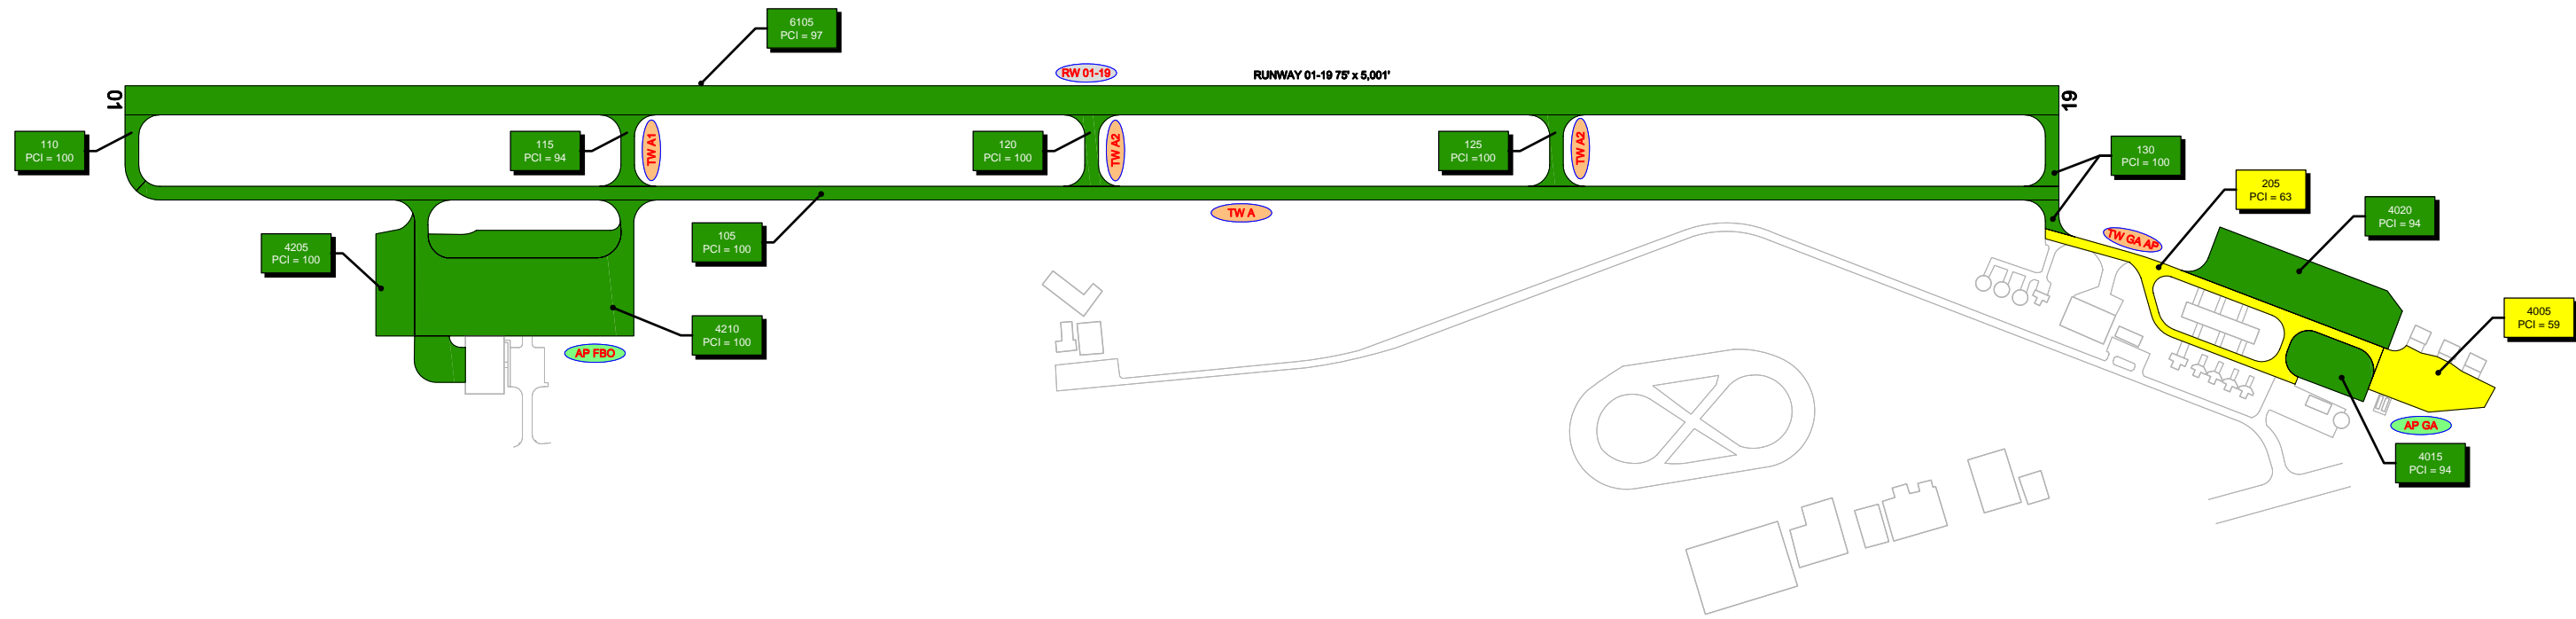 6105
PCI = 97
RW 01-19
RUNWAY 01-19 75' x 5,001'
01
19
110
PCI = 100
115
PCI = 94
TW A1
120
PCI = 100
TW A2
125
PCI =100
TW A2
130
PCI = 100
205
PCI = 63
4020
PCI = 94
TW A
TW GA AP
105
PCI = 100
4205
PCI = 100
4210
PCI = 100
AP FBO
4005
PCI = 59
AP GA
4015
PCI = 94